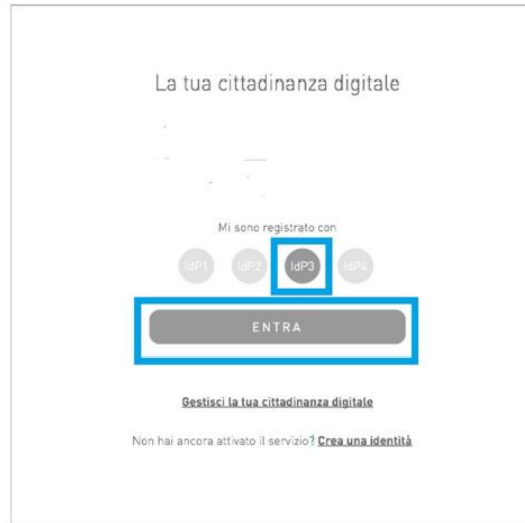 La tua cittadinanza digitale
Mi sono registrato con
IdP1 IdP2 IdP3 IdP4
ENTRA
Gestisci la tua cittadinanza digitale
Non hai ancora attivato il servizio? Crea una identità